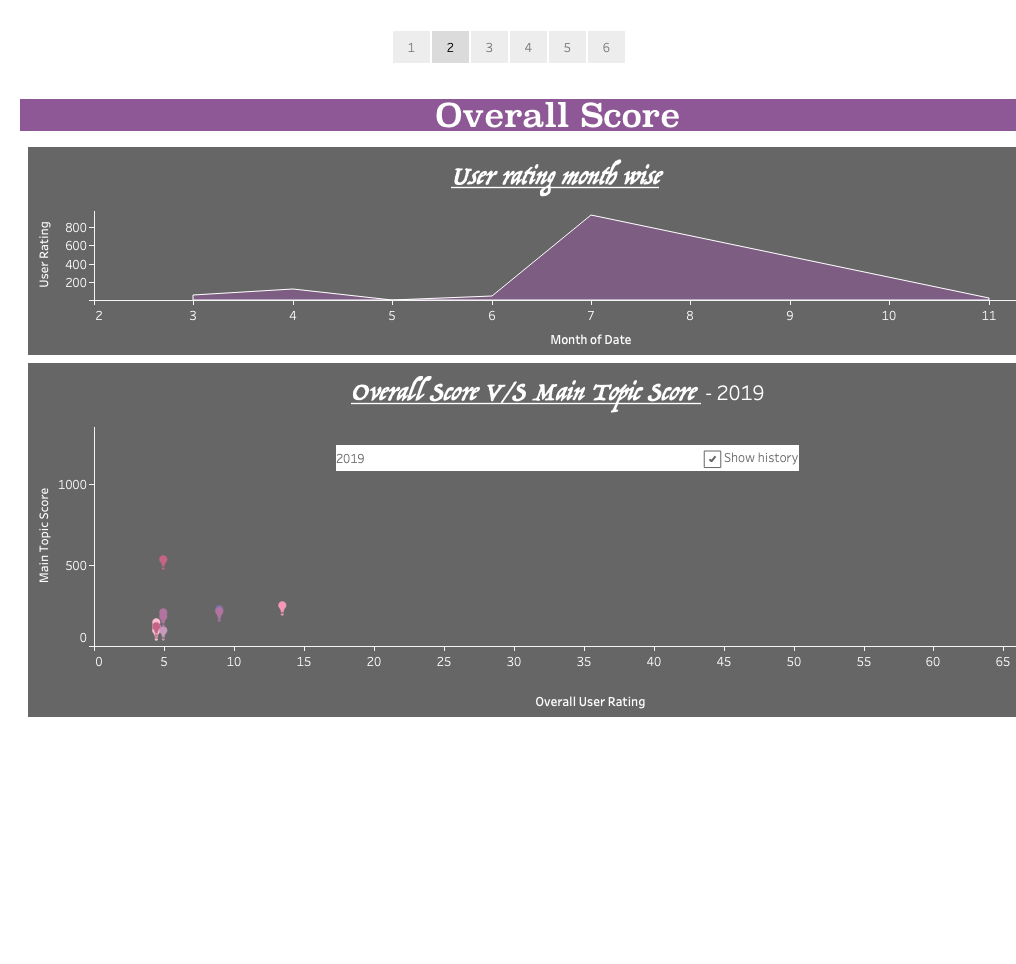 1 2 3 4 5 6
Overall Score
User rating month wise
User Rating
800
600
400
200
2 3 4 5 6 7 8 9 10 11
Month of Date
Overall Score V/S Main Topic Score - 2019
2019 Show history
Main Topic Score
1000
500
0
0 5 10 15 20 25 30 35 40 45 50 55 60 65
Overall User Rating